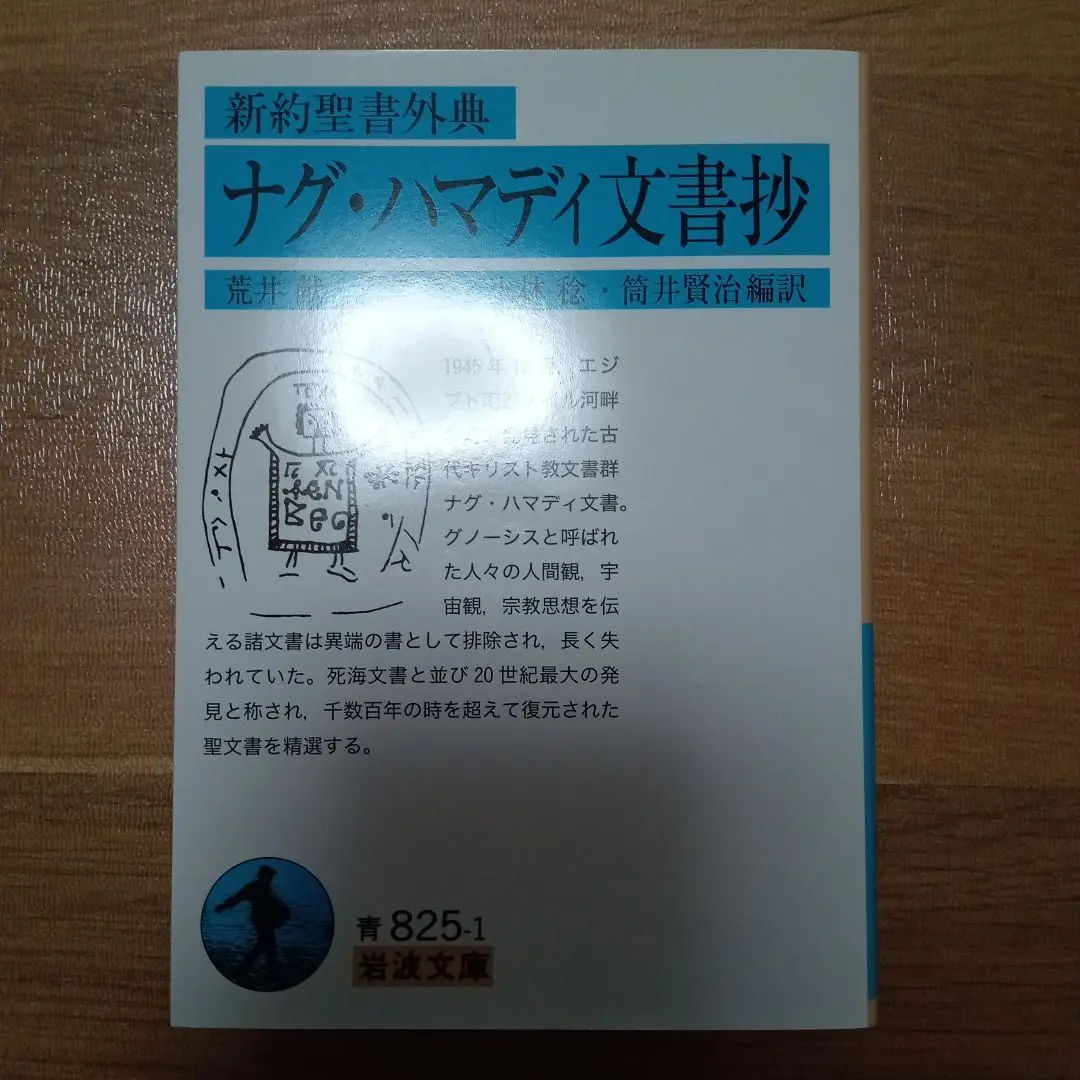 新約聖書外典
ナグ・ハマディ文書抄
荒井 林 稔・筒井賢治編訳
1945年 エジ
プト南部ナイル河畔
された古
代キリスト教文書群
ナグ・ハマディ文書。
グノーシスと呼ばれ
た人々の人間観，宇
宙観，宗教思想を伝
える諸文書は異端の書として排除され，長く失
われていた。死海文書と並び20世紀最大の発
見と称され，千数百年の時を超えて復元された
聖文書を精選する。
青 825-1
岩波文庫